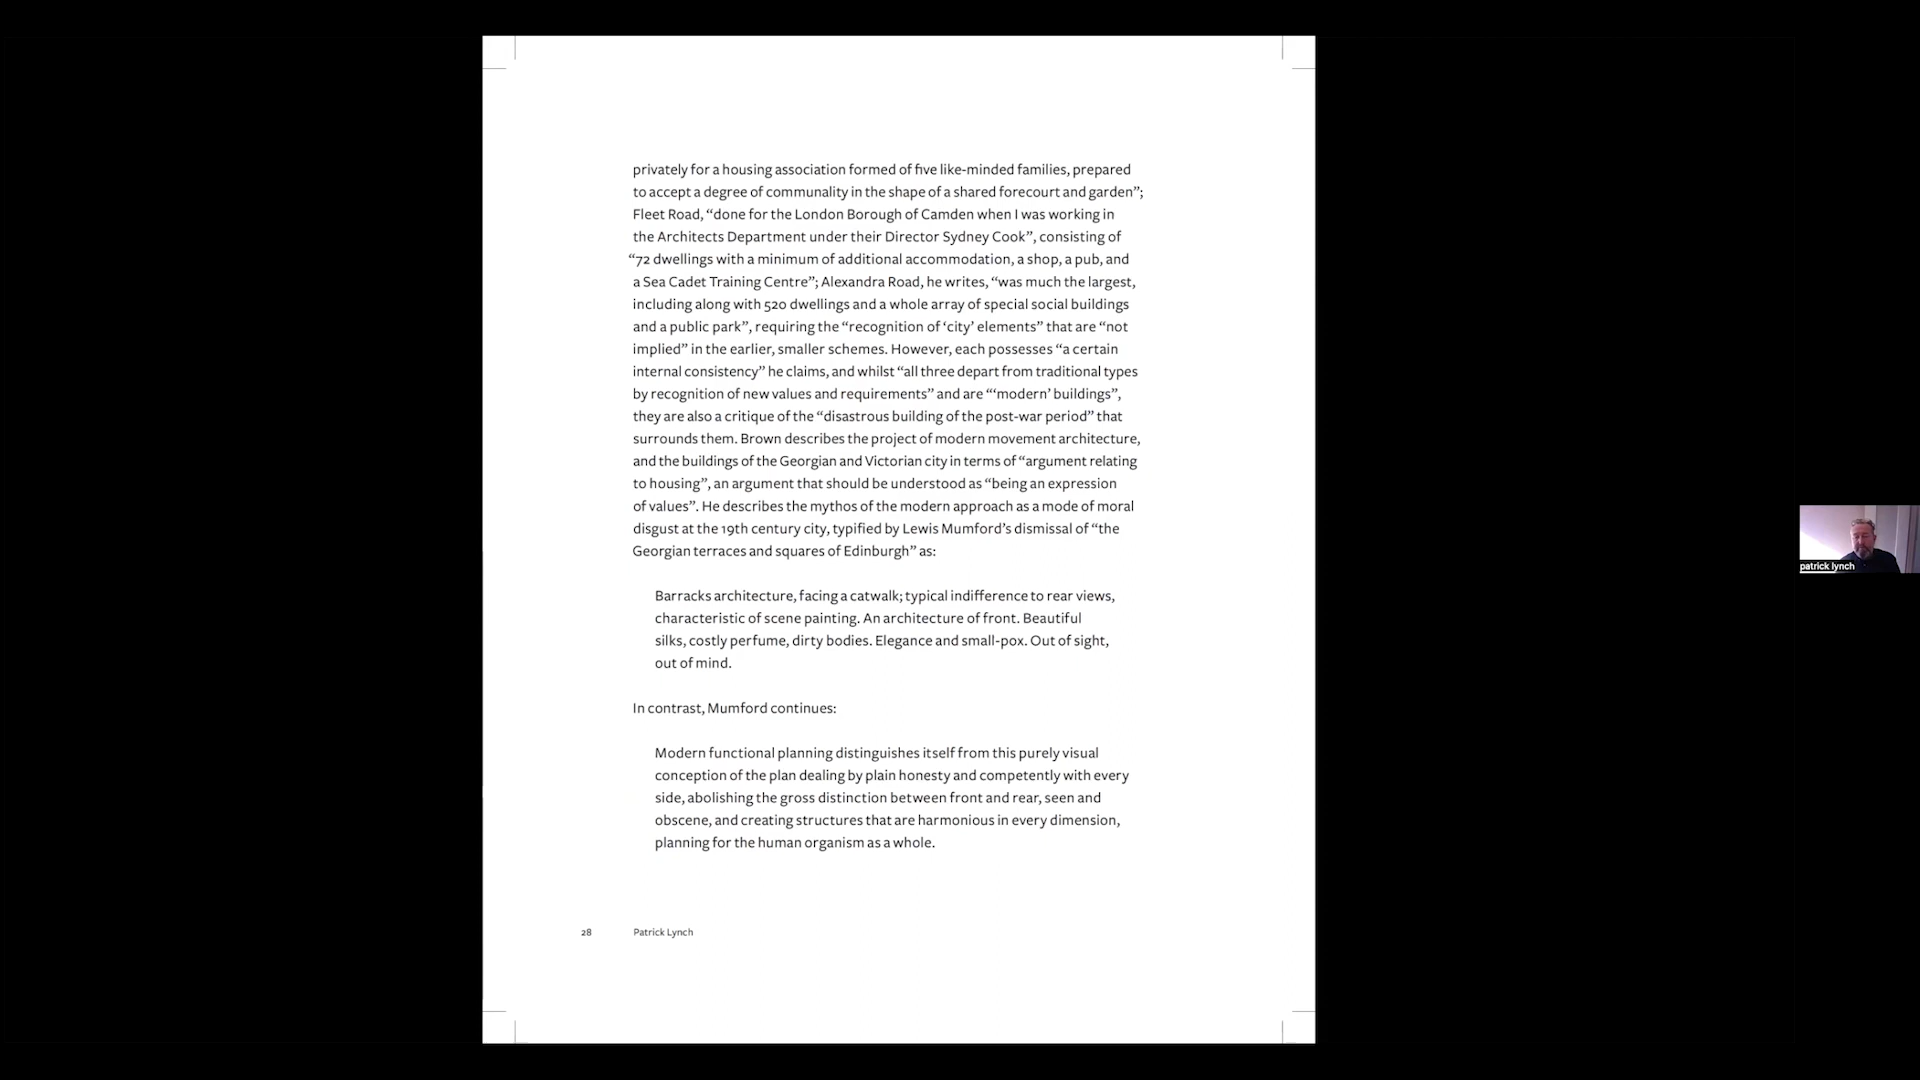 privately for a housing association formed of five like-minded families, prepared
to accept a degree of communality in the shape of a shared forecourt and garden”;
Fleet Road, “done for the London Borough of Camden when I was working in
the Architects Department under their Director Sydney Cook”, consisting of
“72 dwellings with a minimum of additional accommodation, a shop, a pub, and
a Sea Cadet Training Centre”; Alexandra Road, he writes, “was much the largest,
including along with 520 dwellings and a whole array of special social buildings
and a public park”, requiring the “recognition of ‘city’ elements” that are “not
implied” in the earlier, smaller schemes. However, each possesses “a certain
internal consistency” he claims, and whilst “all three depart from traditional types
by recognition of new values and requirements” and are “‘modern’ buildings”,
they are also a critique of the “disastrous building of the post-war period” that
surrounds them. Brown describes the project of modern movement architecture,
and the buildings of the Georgian and Victorian city in terms of “argument relating
to housing”, an argument that should be understood as “being an expression
of values”. He describes the mythos of the modern approach as a mode of moral
disgust at the 19th century city, typified by Lewis Mumford’s dismissal of “the
Georgian terraces and squares of Edinburgh” as:
Barracks architecture, facing a catwalk; typical indifference to rear views,
characteristic of scene painting. An architecture of front. Beautiful
silks, costly perfume, dirty bodies. Elegance and small-pox. Out of sight,
out of mind.
In contrast, Mumford continues:
Modern functional planning distinguishes itself from this purely visual
conception of the plan dealing by plain honesty and competently with every
side, abolishing the gross distinction between front and rear, seen and
obscene, and creating structures that are harmonious in every dimension,
planning for the human organism as a whole.
28 Patrick Lynch
patrick lynch